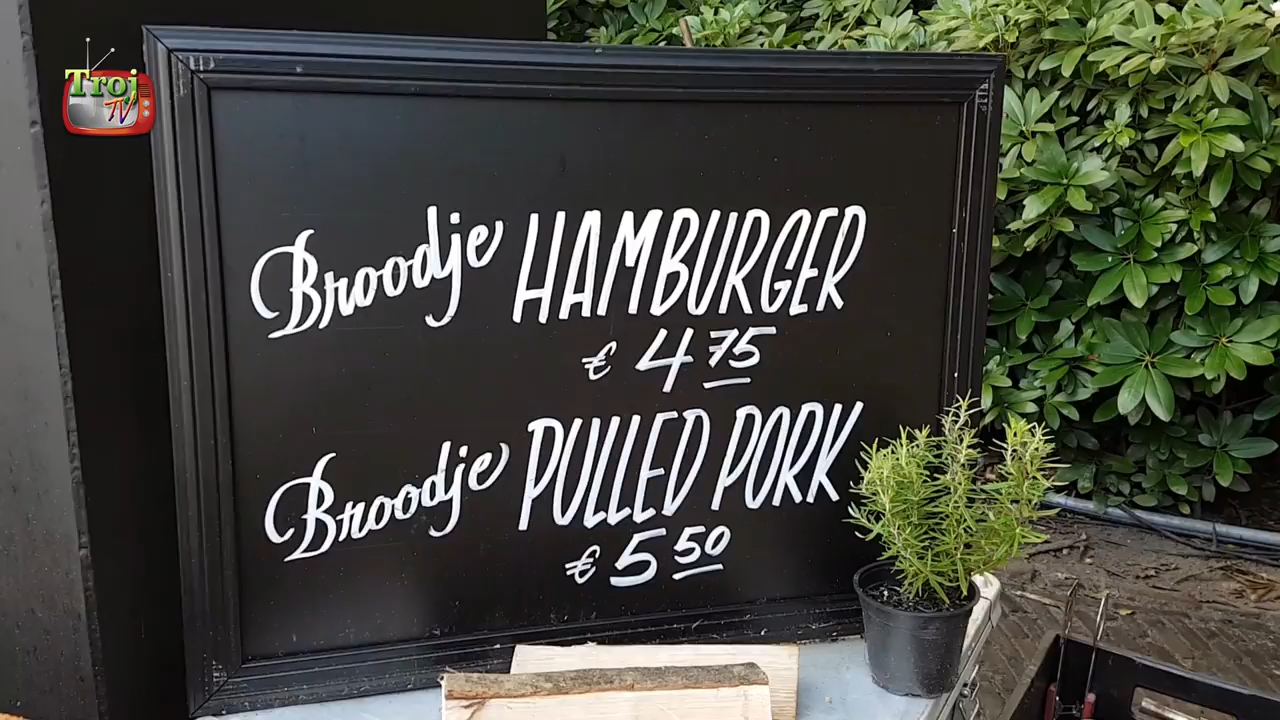 Troj
TV
Broodje HAMBURGER
€ 4 75
Broodje PULLED PORK
€ 5 50